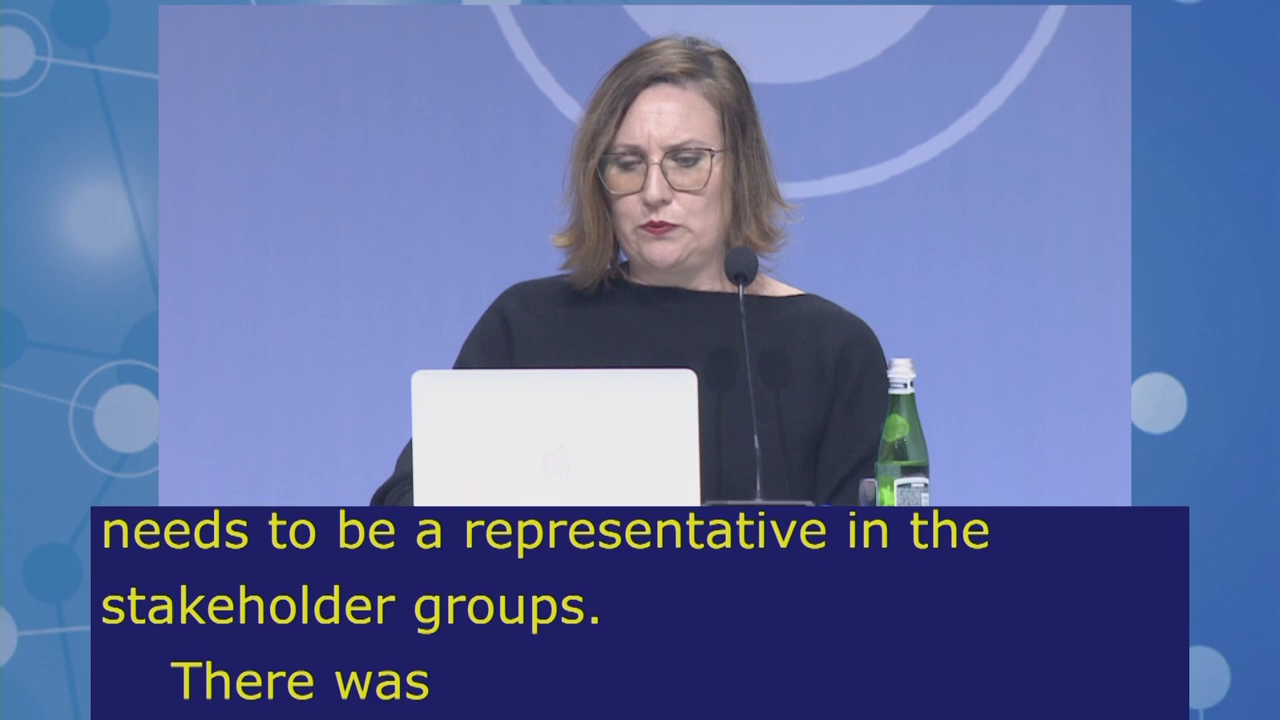 needs to be a representative in the
stakeholder groups.
There was